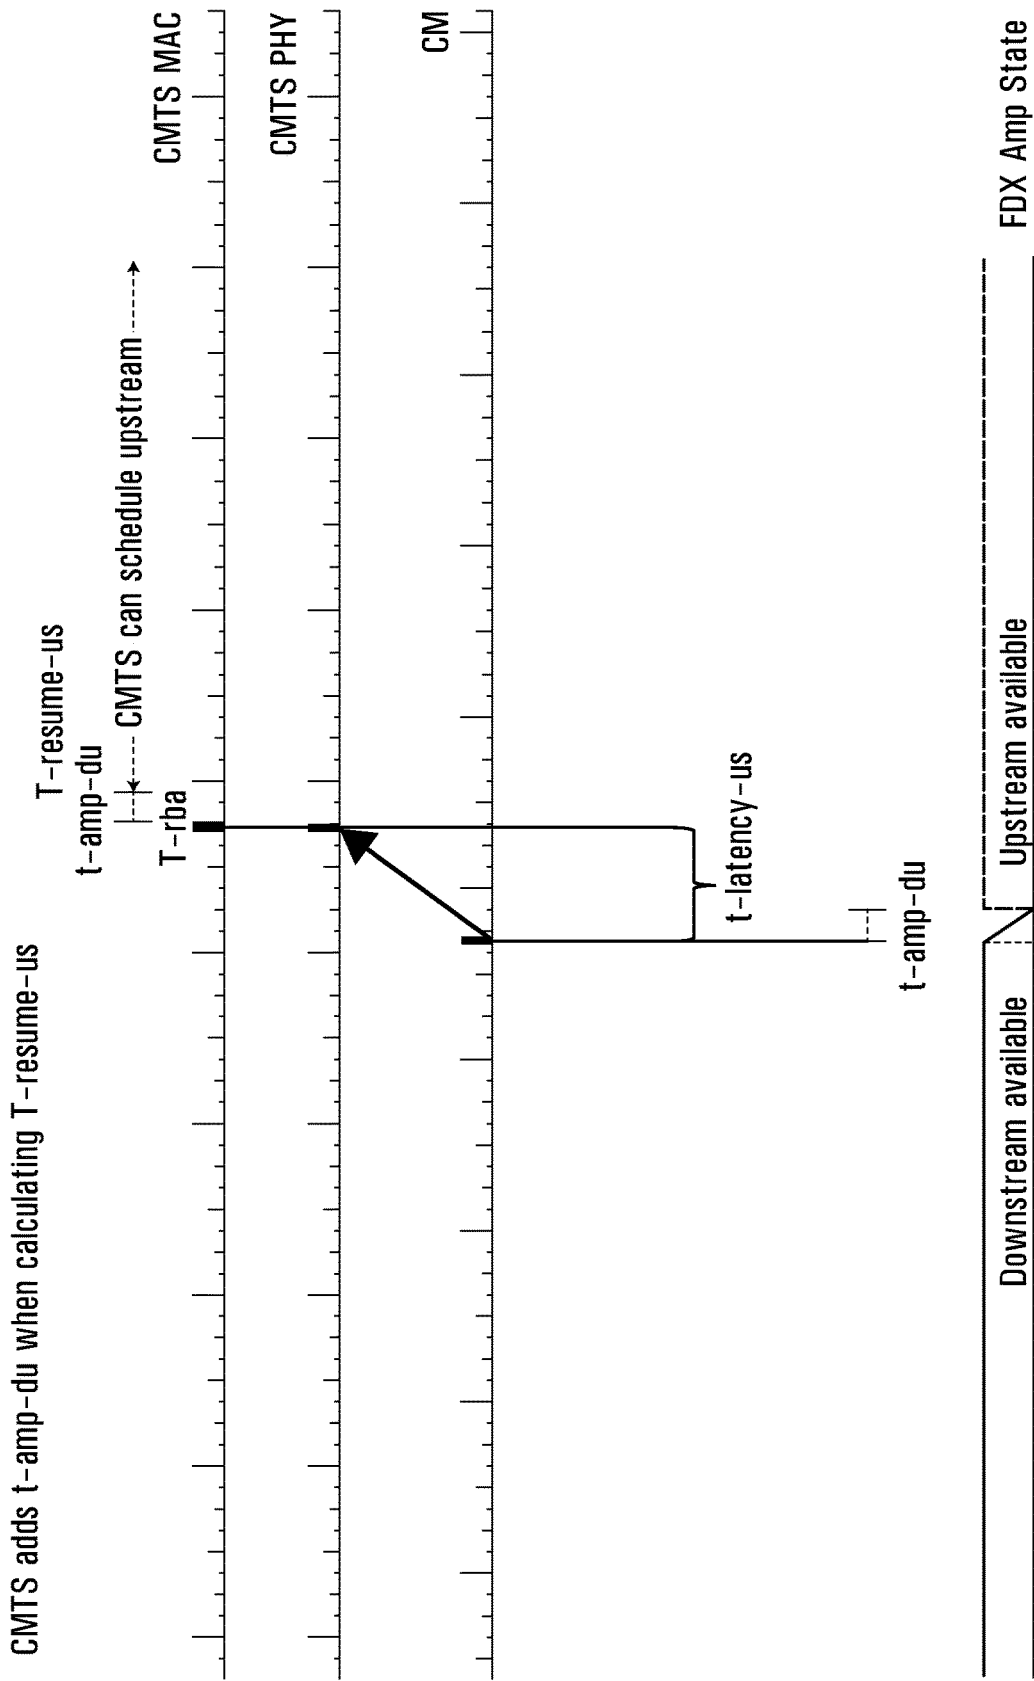 CMTS adds t-amp-du when calculating T-resume-us
T-resume-us
t-amp-du
CMTS can schedule upstream
T-rba
CMTS MAC
CMTS PHY
CM
t-latency-us
t-amp-du
Downstream available
Upstream available
FDX Amp State